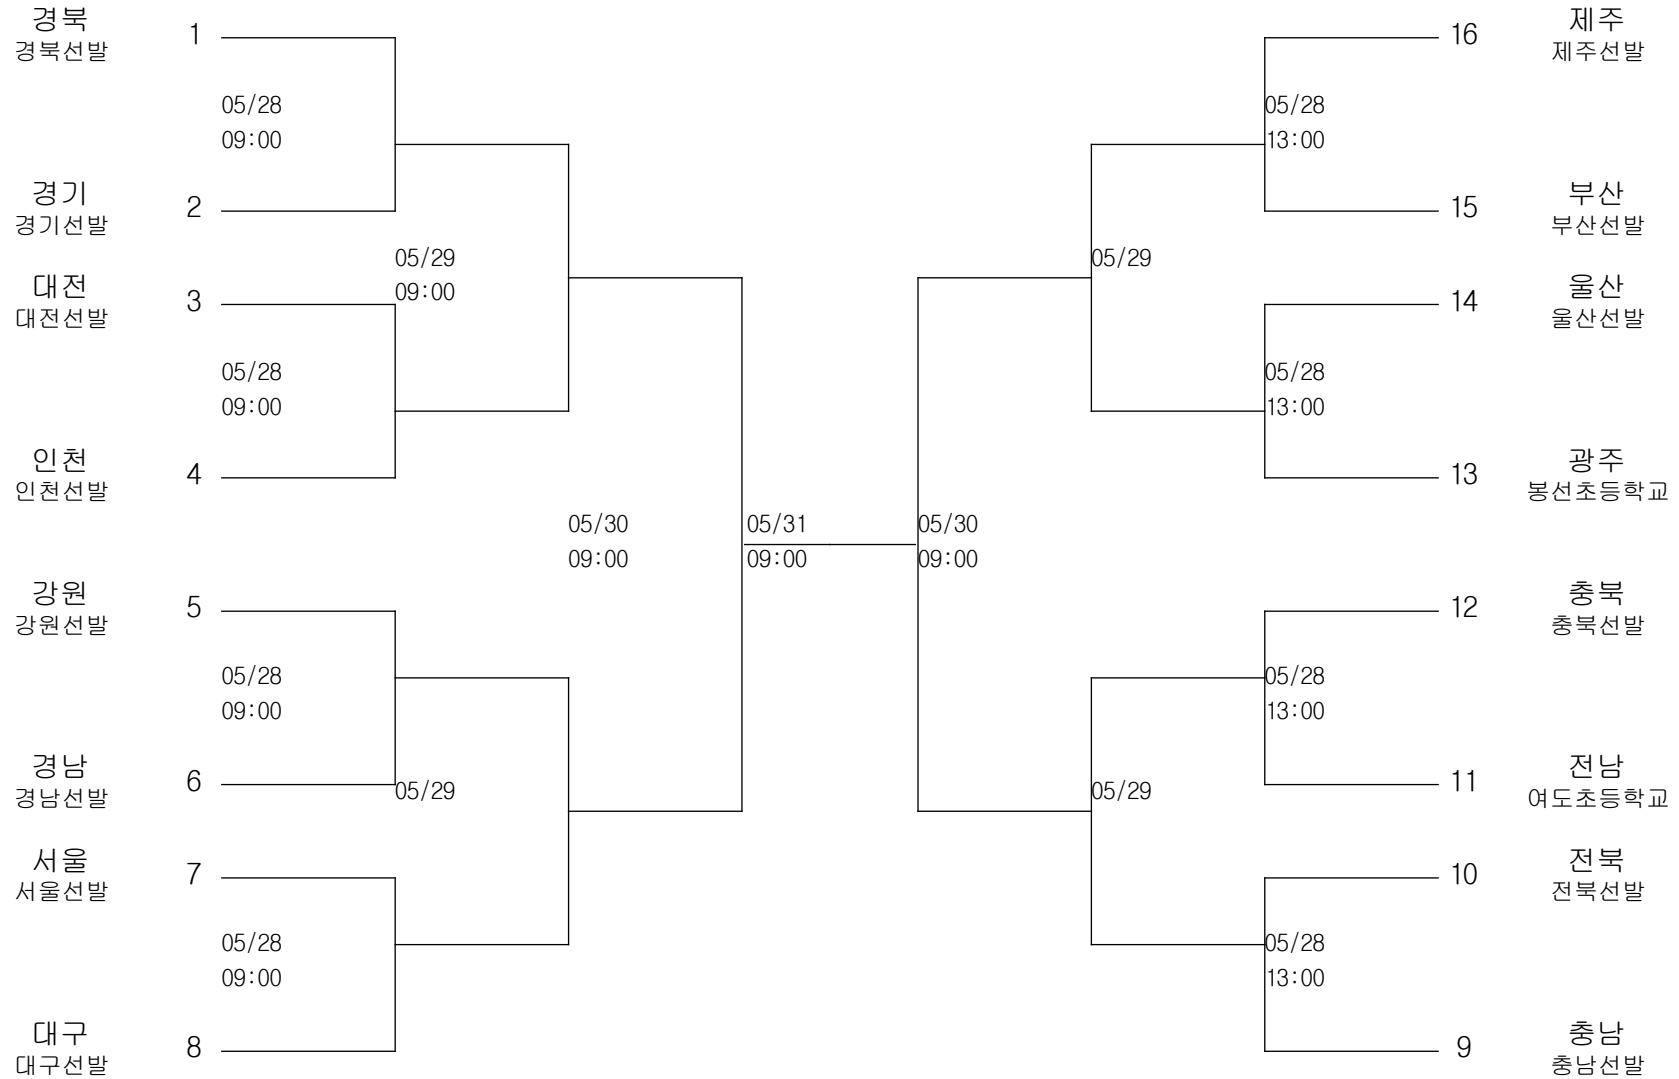 경북
경북선발
1
05/28
09:00
경기
경기선발
2
05/29
09:00
대전
대전선발
3
05/28
09:00
인천
인천선발
4
05/30
09:00
강원
강원선발
5
05/28
09:00
경남
경남선발
6
05/29
서울
서울선발
7
05/28
09:00
대구
대구선발
8
05/31
09:00
16
제주
제주선발
05/28
13:00
15
부산
부산선발
05/29
14
울산
울산선발
05/28
13:00
13
광주
봉선초등학교
05/30
09:00
12
충북
충북선발
05/28
13:00
11
전남
여도초등학교
05/29
10
전북
전북선발
05/28
13:00
9
충남
충남선발